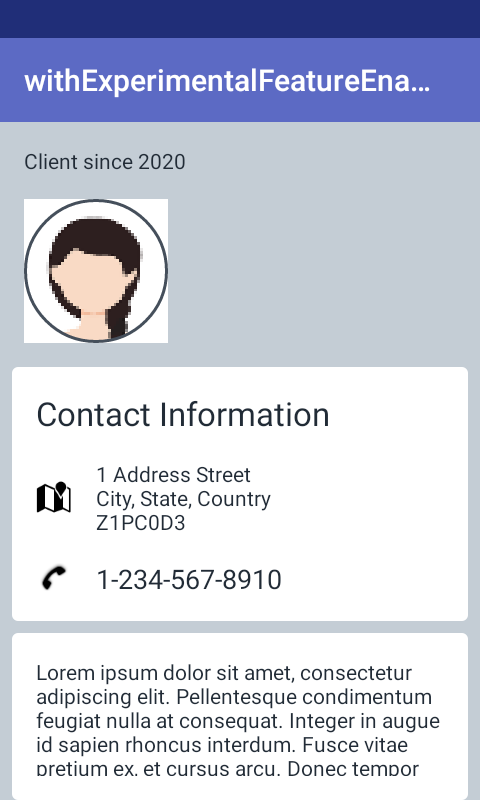 withExperimentalFeatureEna…
Client since 2020
Contact Information
1 Address Street
City, State, Country
Z1PC0D3
1-234-567-8910
Lorem ipsum dolor sit amet, consectetur
adipiscing elit. Pellentesque condimentum
feugiat nulla at consequat. Integer in augue
id sapien rhoncus interdum. Fusce vitae
pretium ex, et cursus arcu. Donec tempor